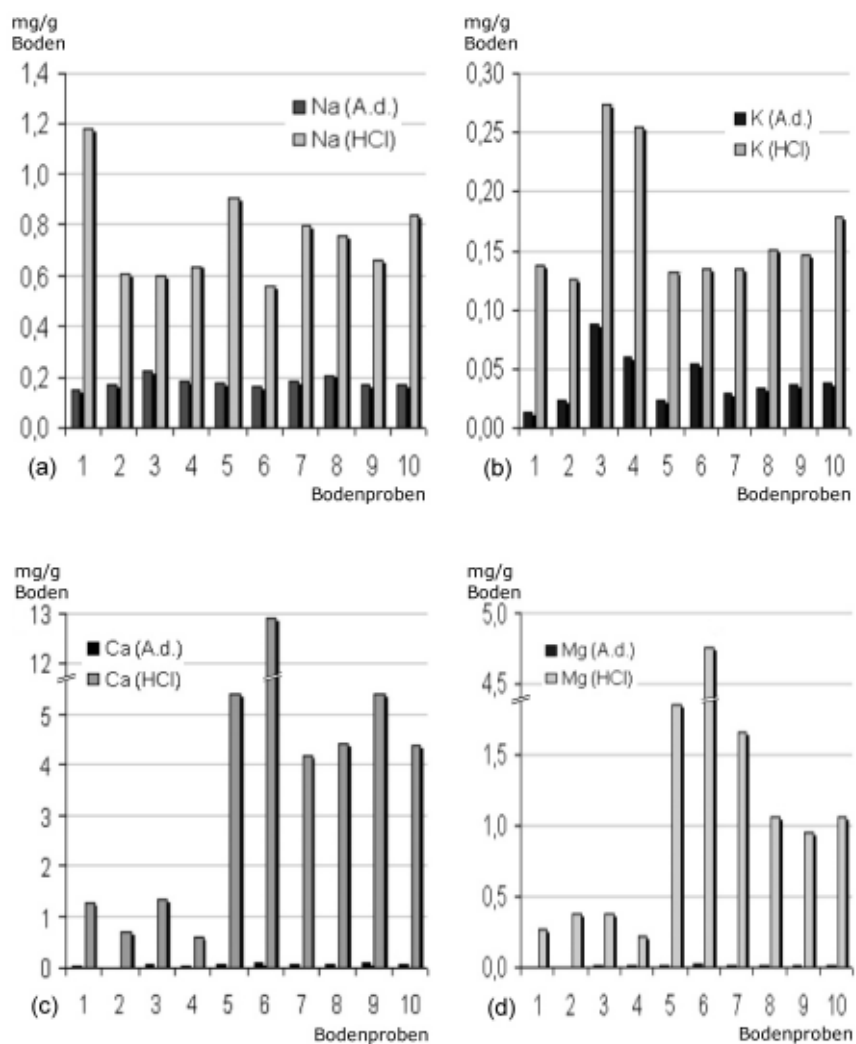 mg/g
Boden
1,4
1,2
1,0
0,8
0,6
0,4
0,2
0,0
Na (A.d.)
Na (HCl)
1 2 3 4 5 6 7 8 9 10
(a)
Bodenproben
mg/g
Boden
0,30
0,25
0,20
0,15
0,10
0,05
0,00
K (A.d.)
K (HCl)
1 2 3 4 5 6 7 8 9 10
(b)
Bodenproben
mg/g
Boden
13
12
5
4
3
2
1
0
Ca (A.d.)
Ca (HCl)
1 2 3 4 5 6 7 8 9 10
(c)
Bodenproben
mg/g
Boden
5,0
4,5
1,5
1,0
0,5
0,0
Mg (A.d.)
Mg (HCl)
1 2 3 4 5 6 7 8 9 10
(d)
Bodenproben